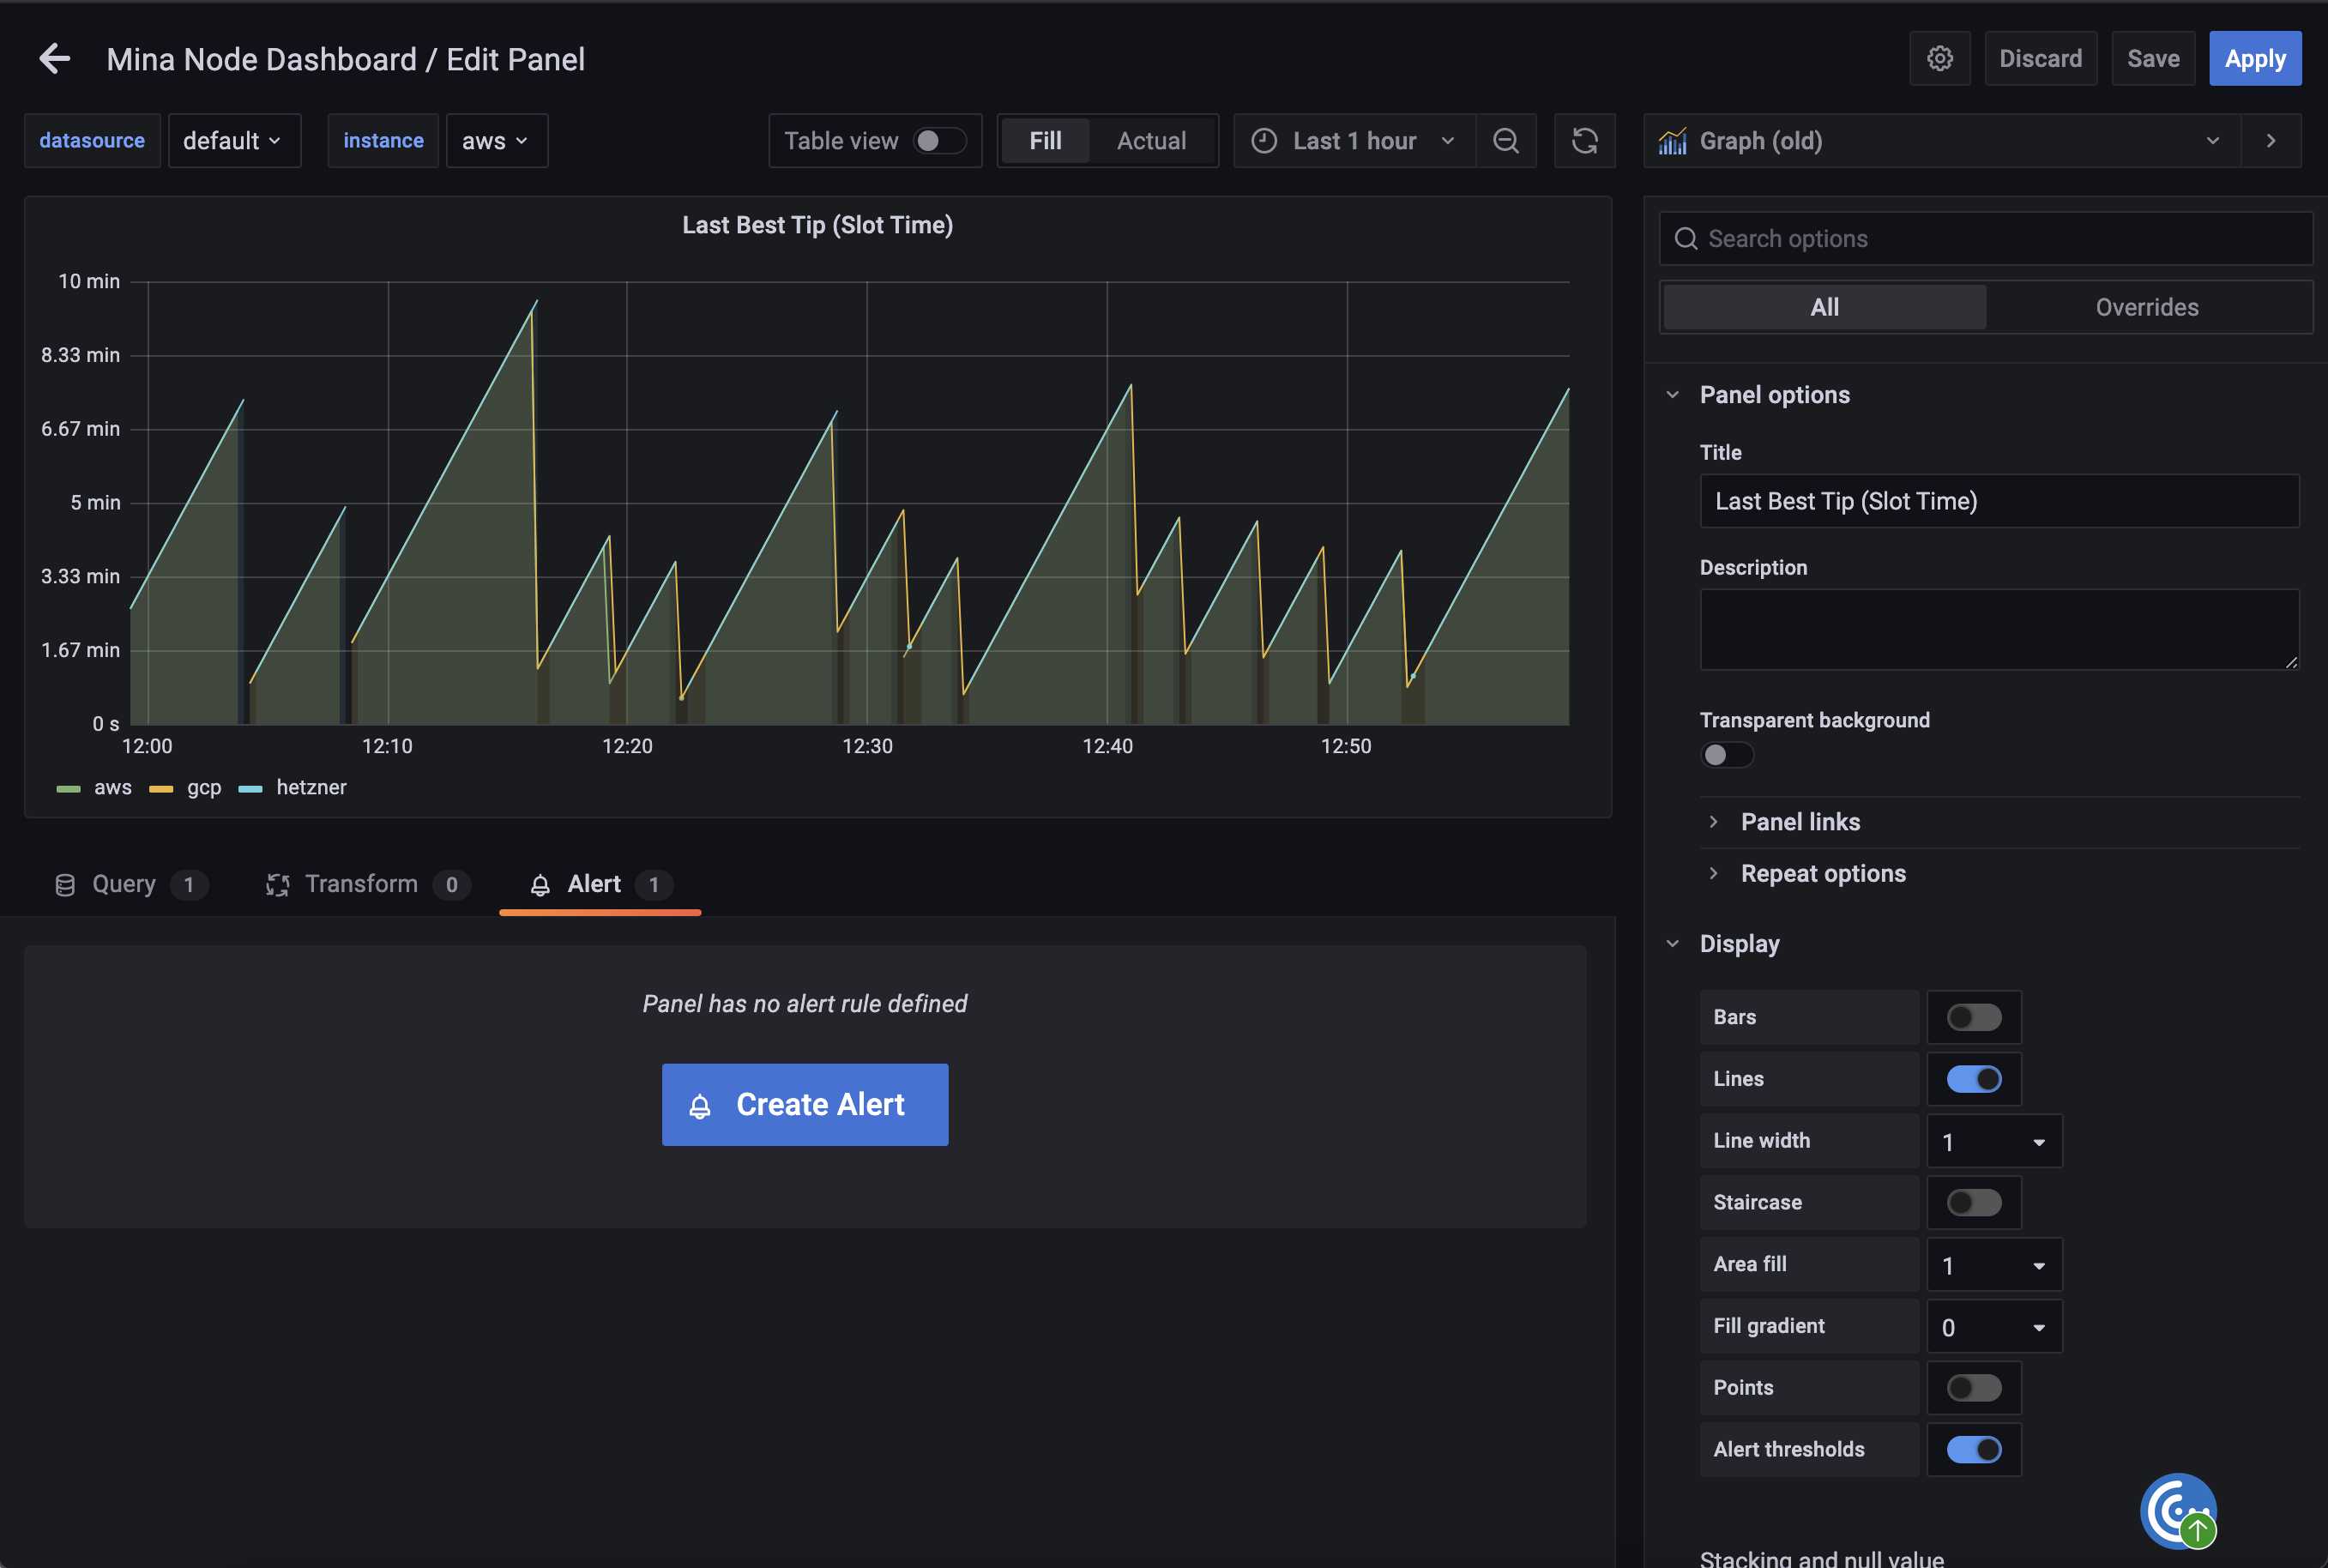 Mina Node Dashboard / Edit Panel
Discard
Save
Apply
datasource
default
instance
aws
Table view
Fill
Actual
Last 1 hour
Graph (old)
Last Best Tip (Slot Time)
10 min
8.33 min
6.67 min
5 min
3.33 min
1.67 min
0 s
12:00
12:10
12:20
12:30
12:40
12:50
aws
gcp
hetzner
Query
1
Transform
0
Alert
1
Panel has no alert rule defined
Create Alert
Search options
All
Overrides
Panel options
Title
Last Best Tip (Slot Time)
Description
Transparent background
Panel links
Repeat options
Display
Bars
Lines
Line width
1
Staircase
Area fill
1
Fill gradient
0
Points
Alert thresholds
Stacking and null value